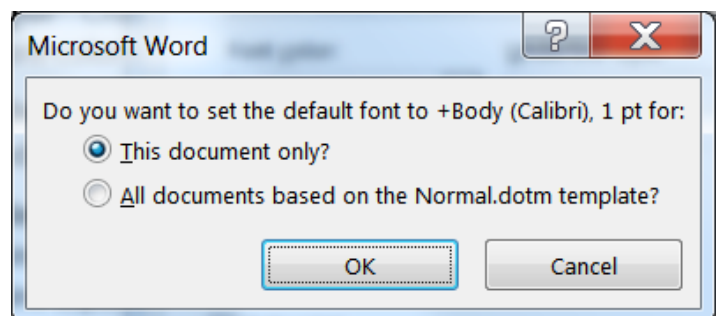 Microsoft Word
Do you want to set the default font to +Body (Calibri), 1 pt for:
This document only?
All documents based on the Normal.dotm template?
OK
Cancel